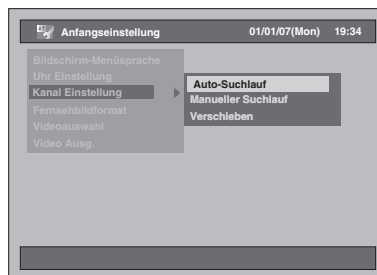 Anfangseinstellung 01/01/07(Mon) 19:34
Bildschirm-Menüsprache
Uhr Einstellung
Kanal Einstellung
Fernsehbildformat
Videoauswahl
Video Ausg.
Auto-Suchlauf
Manueller Suchlauf
Verschieben